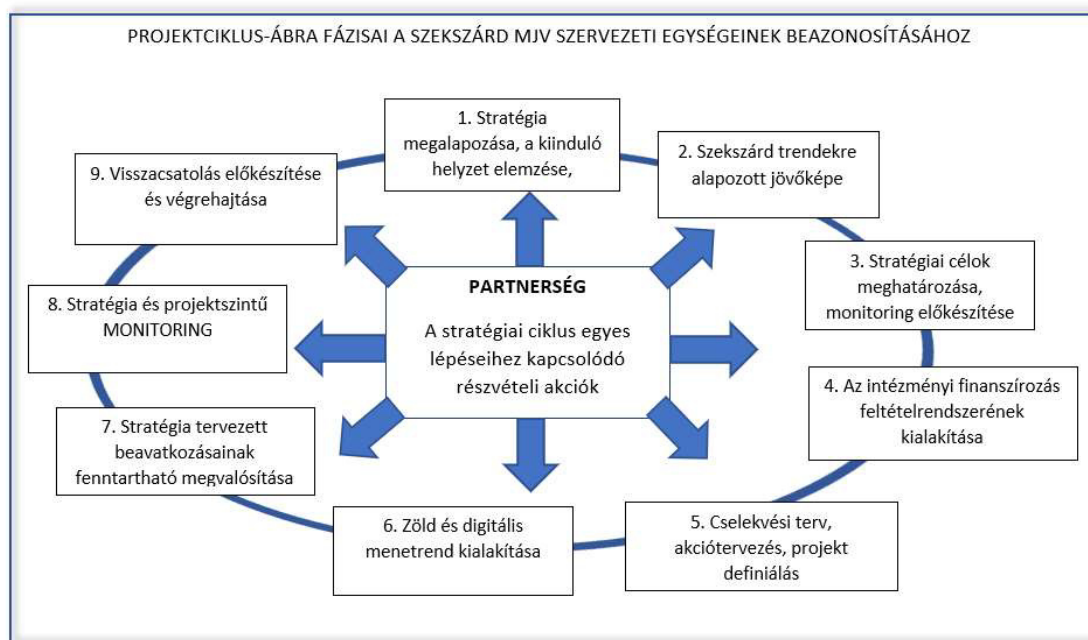 PROJEKTCIKLUS-ÁBRA FÁZISAI A SZEKSZÁRD MJV SZERVEZETI EGYSÉGEINEK BEAZONOSÍTÁSÁHOZ
1. Stratégia
megalapozása, a kiinduló
helyzet elemzése,
2. Szekszárd trendekre
alapozott jövőképe
3. Stratégiai célok
meghatározása,
monitoring előkészítése
4. Az intézményi finanszírozás
feltételrendszerének
kialakítása
5. Cselekvési terv,
akciótervezés, projekt
definiálás
6. Zöld és digitális
menetrend kialakítása
7. Stratégia tervezett
beavatkozásainak
fenntartható megvalósítása
8. Stratégia és projektszintű
MONITORING
9. Visszacsatolás előkészítése
és végrehajtása
PARTNERSÉG
A stratégiai ciklus egyes
lépéseihez kapcsolódó
részvételi akciók